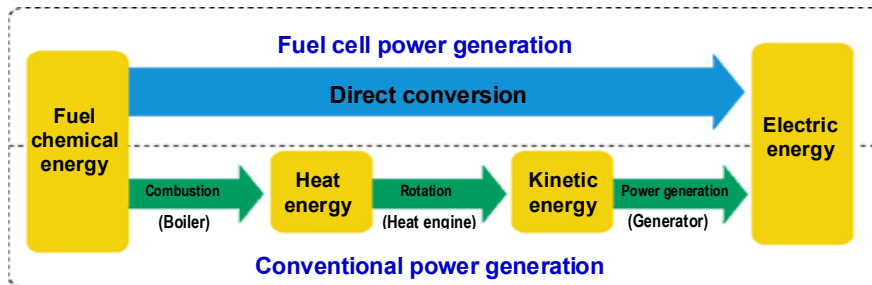 Fuel cell power generation
Fuel
chemical
energy
Direct conversion
Electric
energy
Combustion
(Boiler)
Heat
energy
Rotation
(Heat engine)
Kinetic
energy
Power generation
(Generator)
Conventional power generation